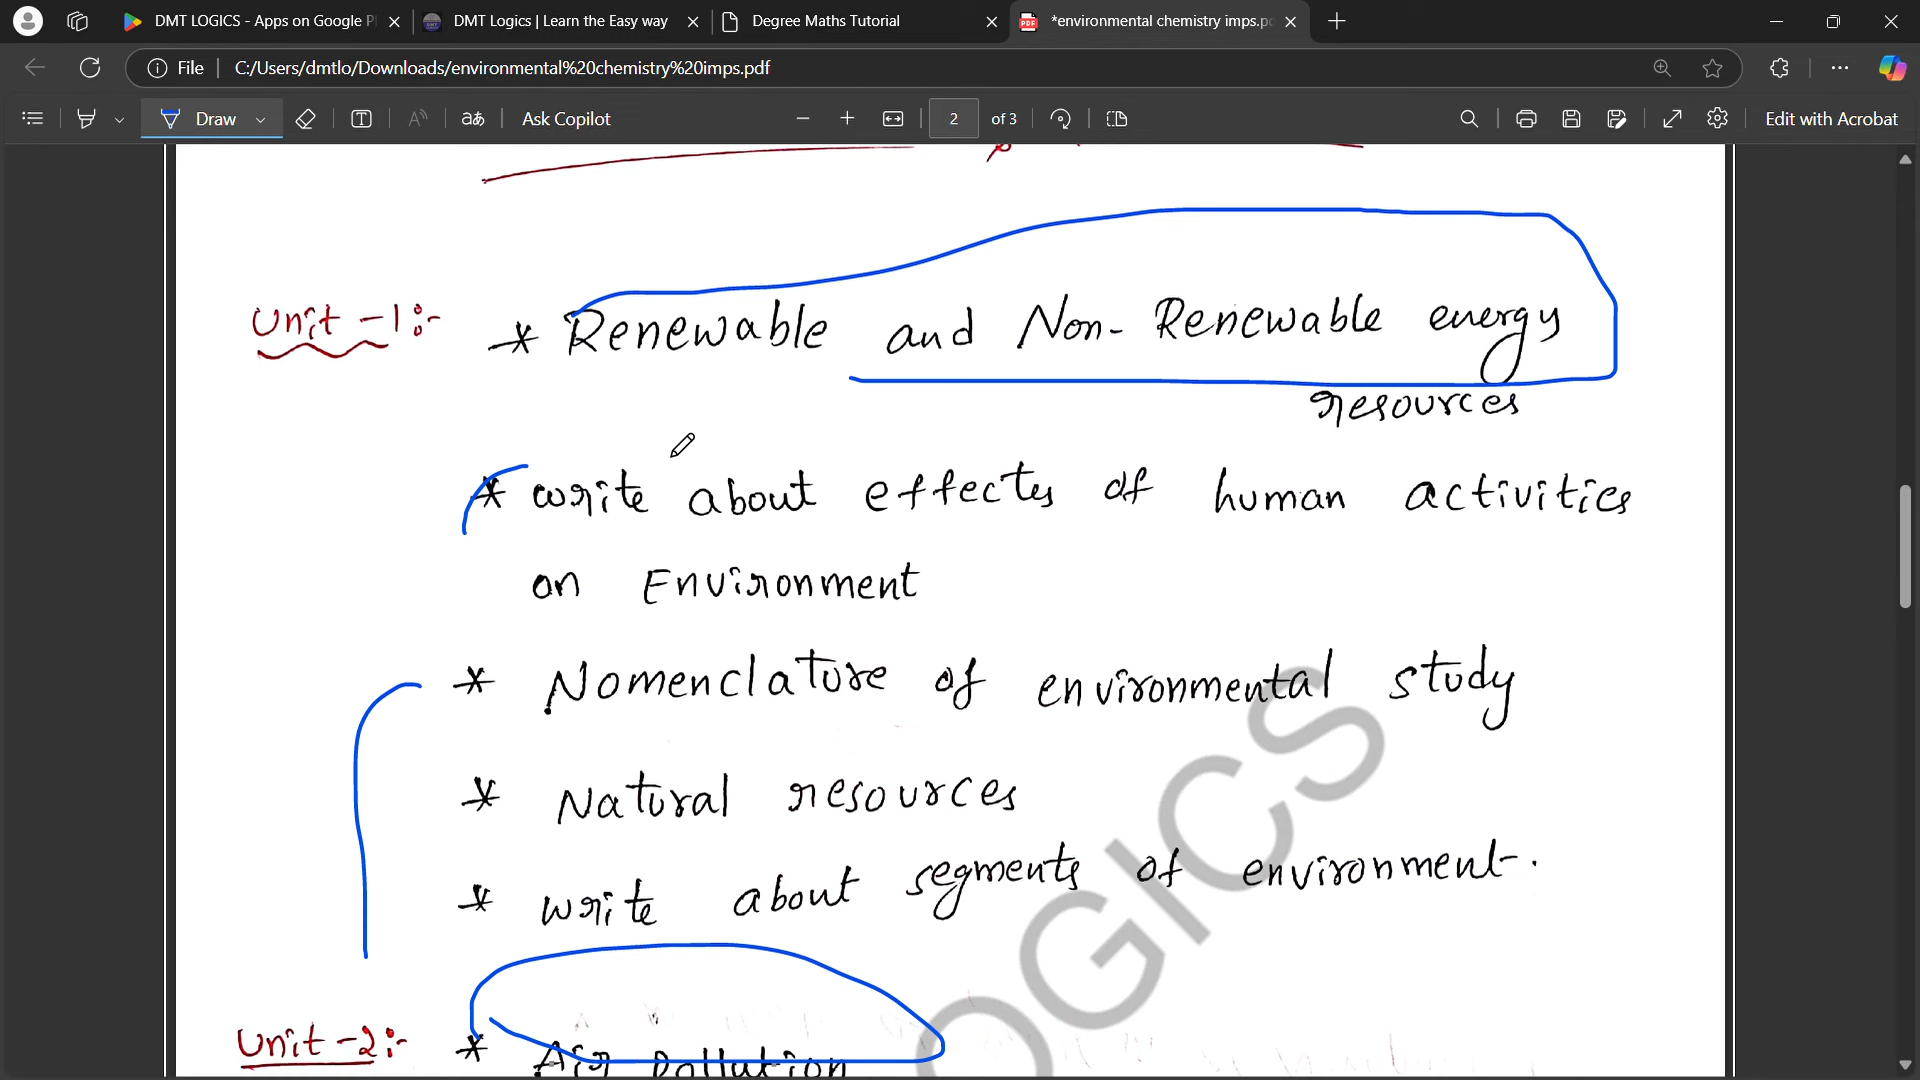 DMT LOGICS - Apps on Google P
DMT Logics | Learn the Easy way
Degree Maths Tutorial
*environmental chemistry imps.p
File
C:/Users/dmtlo/Downloads/environmental%20chemistry%20imps.pdf
Draw
Ask Copilot
2
of 3
Edit with Acrobat
Unit -1:-
* Renewable and Non-Renewable energy
resources
* write about effects of human activities
on Environment
* Nomenclature of environmental study
* Natural resources
* write about segments of environment.
Unit -2:-
* Air Pollution
OGICS